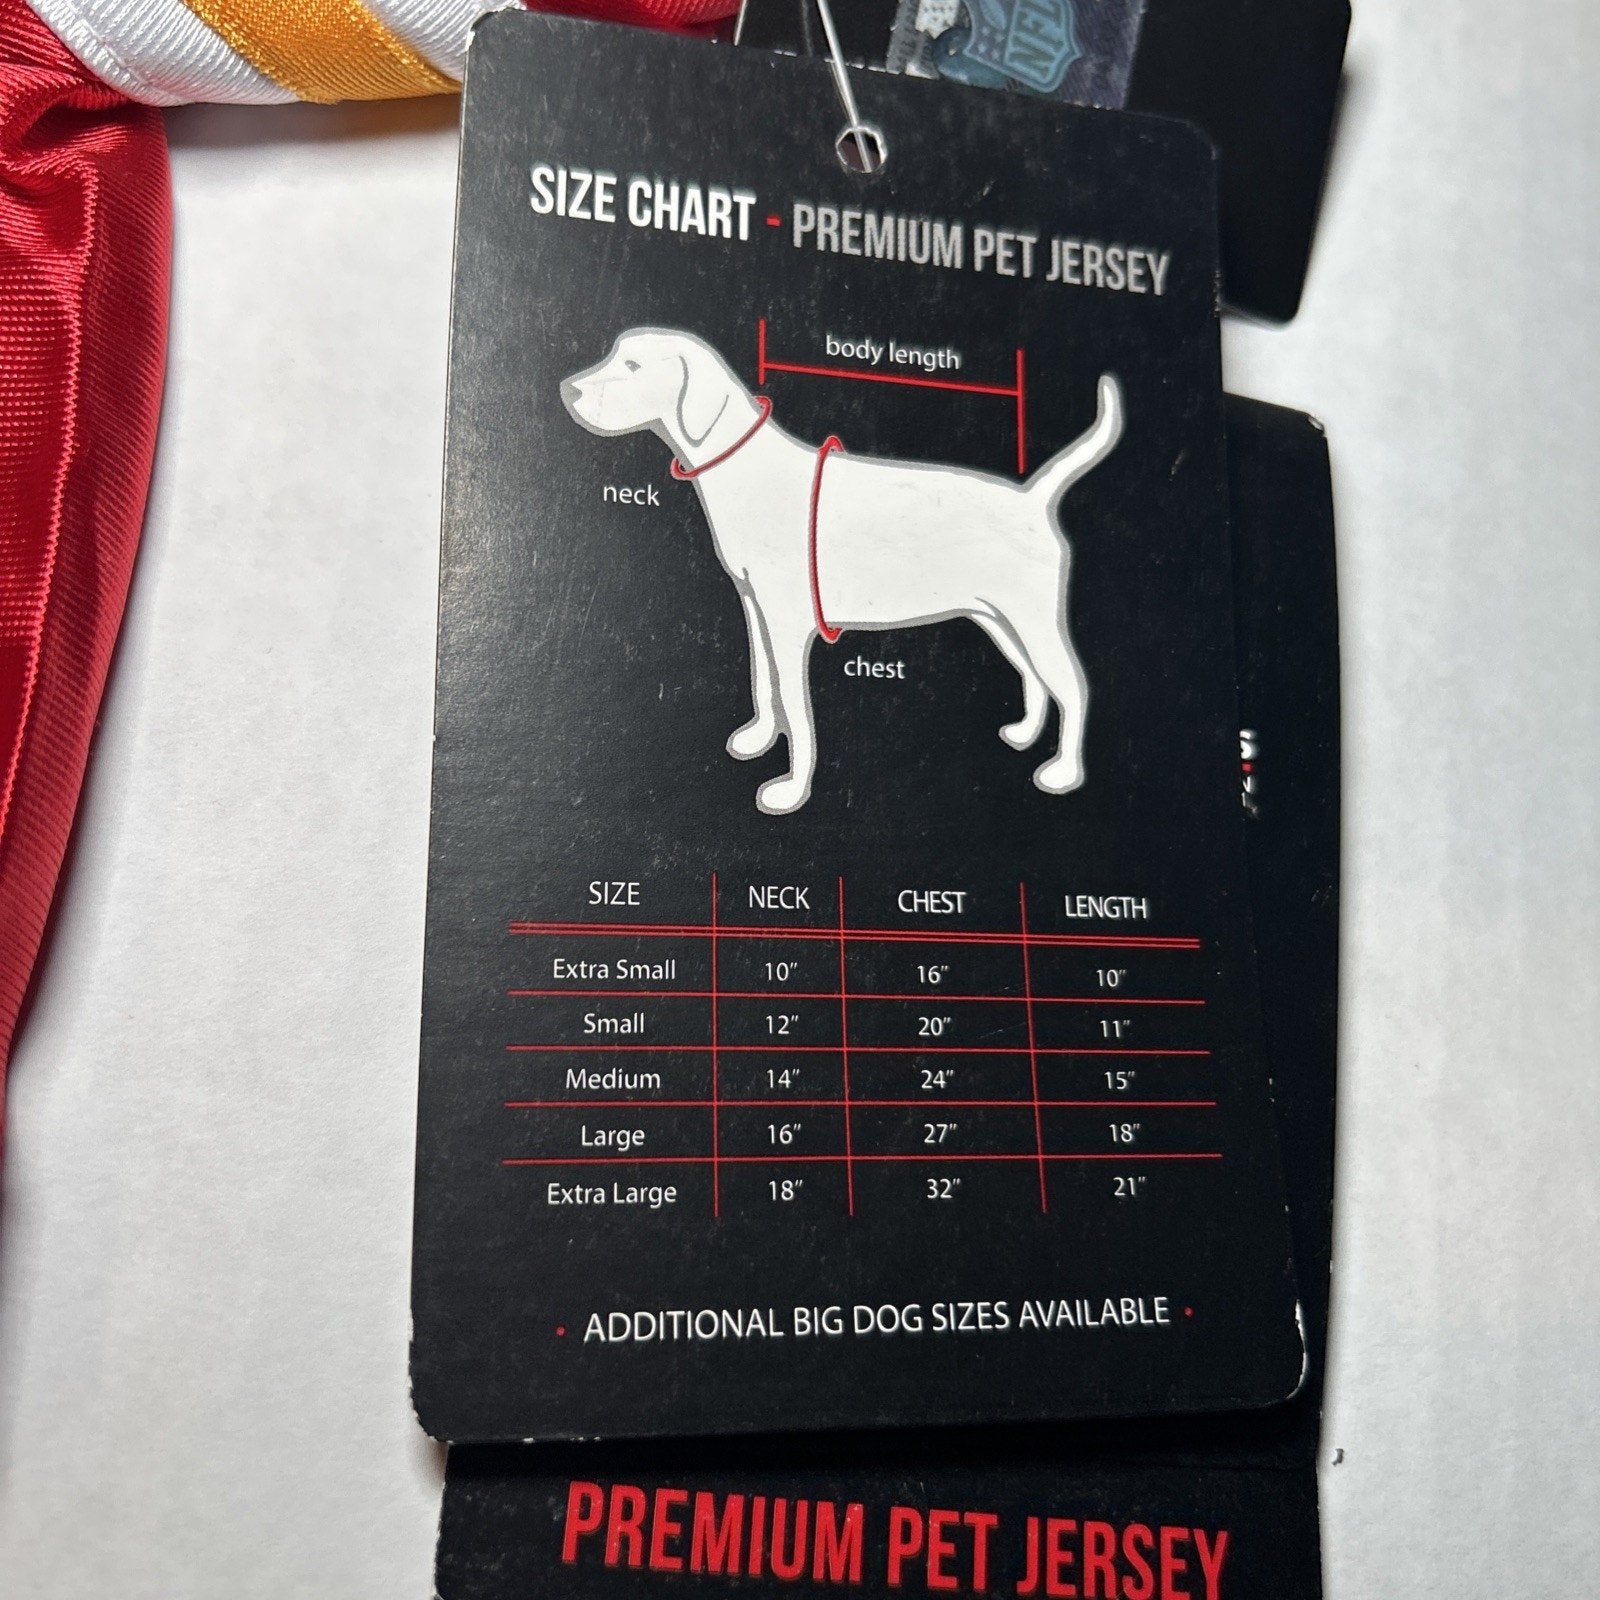 NFL
SIZE CHART - PREMIUM PET JERSEY
body length
neck
chest
SIZE NECK CHEST LENGTH
Extra Small 10" 16" 10"
Small 12" 20" 11"
Medium 14" 24" 15"
Large 16" 27" 18"
Extra Large 18" 32" 21"
• ADDITIONAL BIG DOG SIZES AVAILABLE •
PREMIUM PET JERSEY